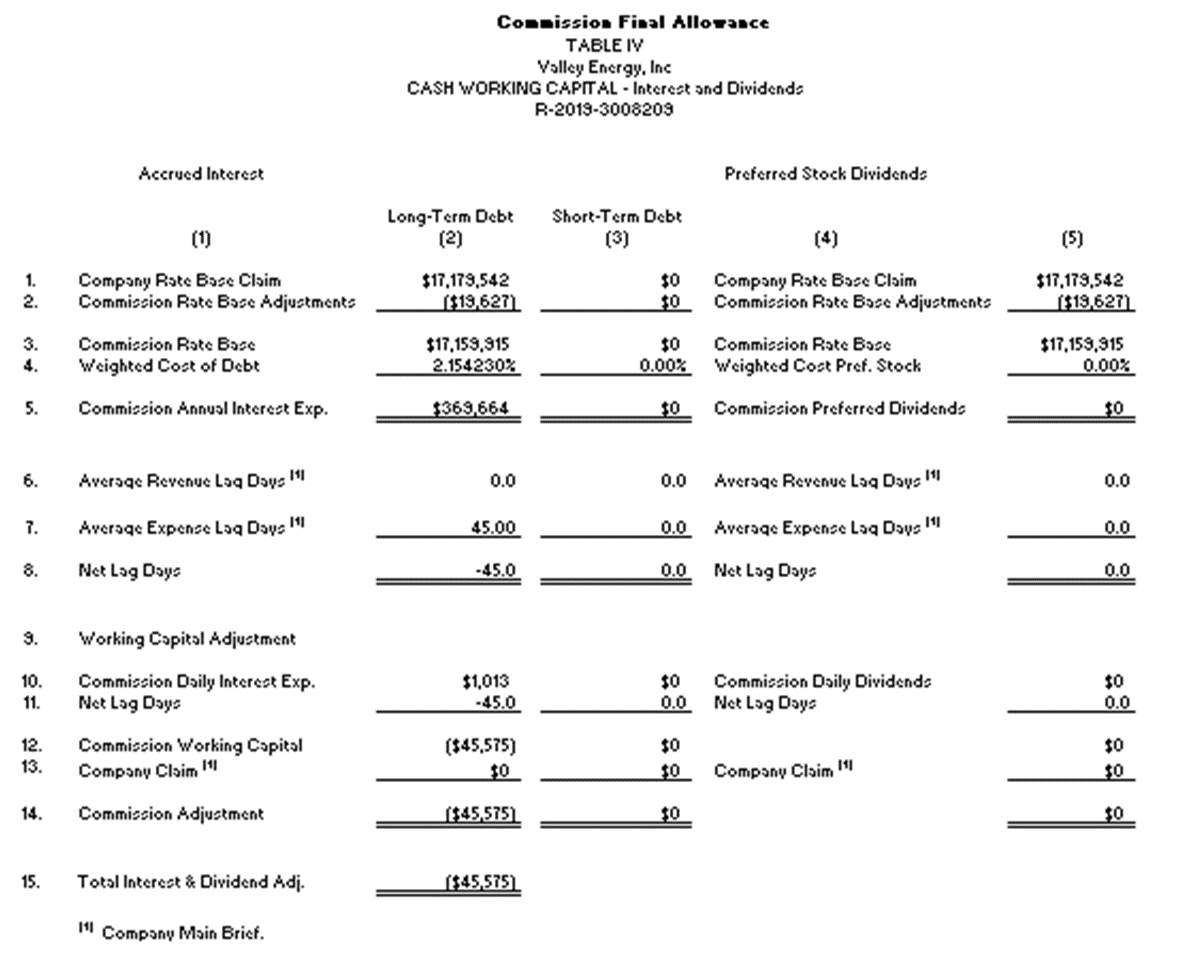 Commission Final Allowance
TABLE IV
Valley Energy, Inc
CASH WORKING CAPITAL - Interest and Dividends
R-2019-3008209
Accrued Interest Preferred Stock Dividends
Long-Term Debt Short-Term Debt
(1) (2) (3) (4) (5)
1. Company Rate Base Claim $17,179,542 $0 Company Rate Base Claim $17,179,542
2. Commission Rate Base Adjustments ($19,627) $0 Commission Rate Base Adjustments ($19,627)
3. Commission Rate Base $17,159,915 $0 Commission Rate Base $17,159,915
4. Weighted Cost of Debt 2.154230% 0.00% Weighted Cost Pref. Stock 0.00%
5. Commission Annual Interest Exp. $369,664 $0 Commission Preferred Dividends $0
6. Average Revenue Lag Days [1] 0.0 0.0 Average Revenue Lag Days [1] 0.0
7. Average Expense Lag Days [1] 45.00 0.0 Average Expense Lag Days [1] 0.0
8. Net Lag Days -45.0 0.0 Net Lag Days 0.0
9. Working Capital Adjustment
10. Commission Daily Interest Exp. $1,013 $0 Commission Daily Dividends $0
11. Net Lag Days -45.0 0.0 Net Lag Days 0.0
12. Commission Working Capital ($45,575) $0 $0
13. Company Claim [1] $0 $0 Company Claim [1] $0
14. Commission Adjustment ($45,575) $0 $0
15. Total Interest & Dividend Adj. ($45,575)
[1] Company Main Brief.